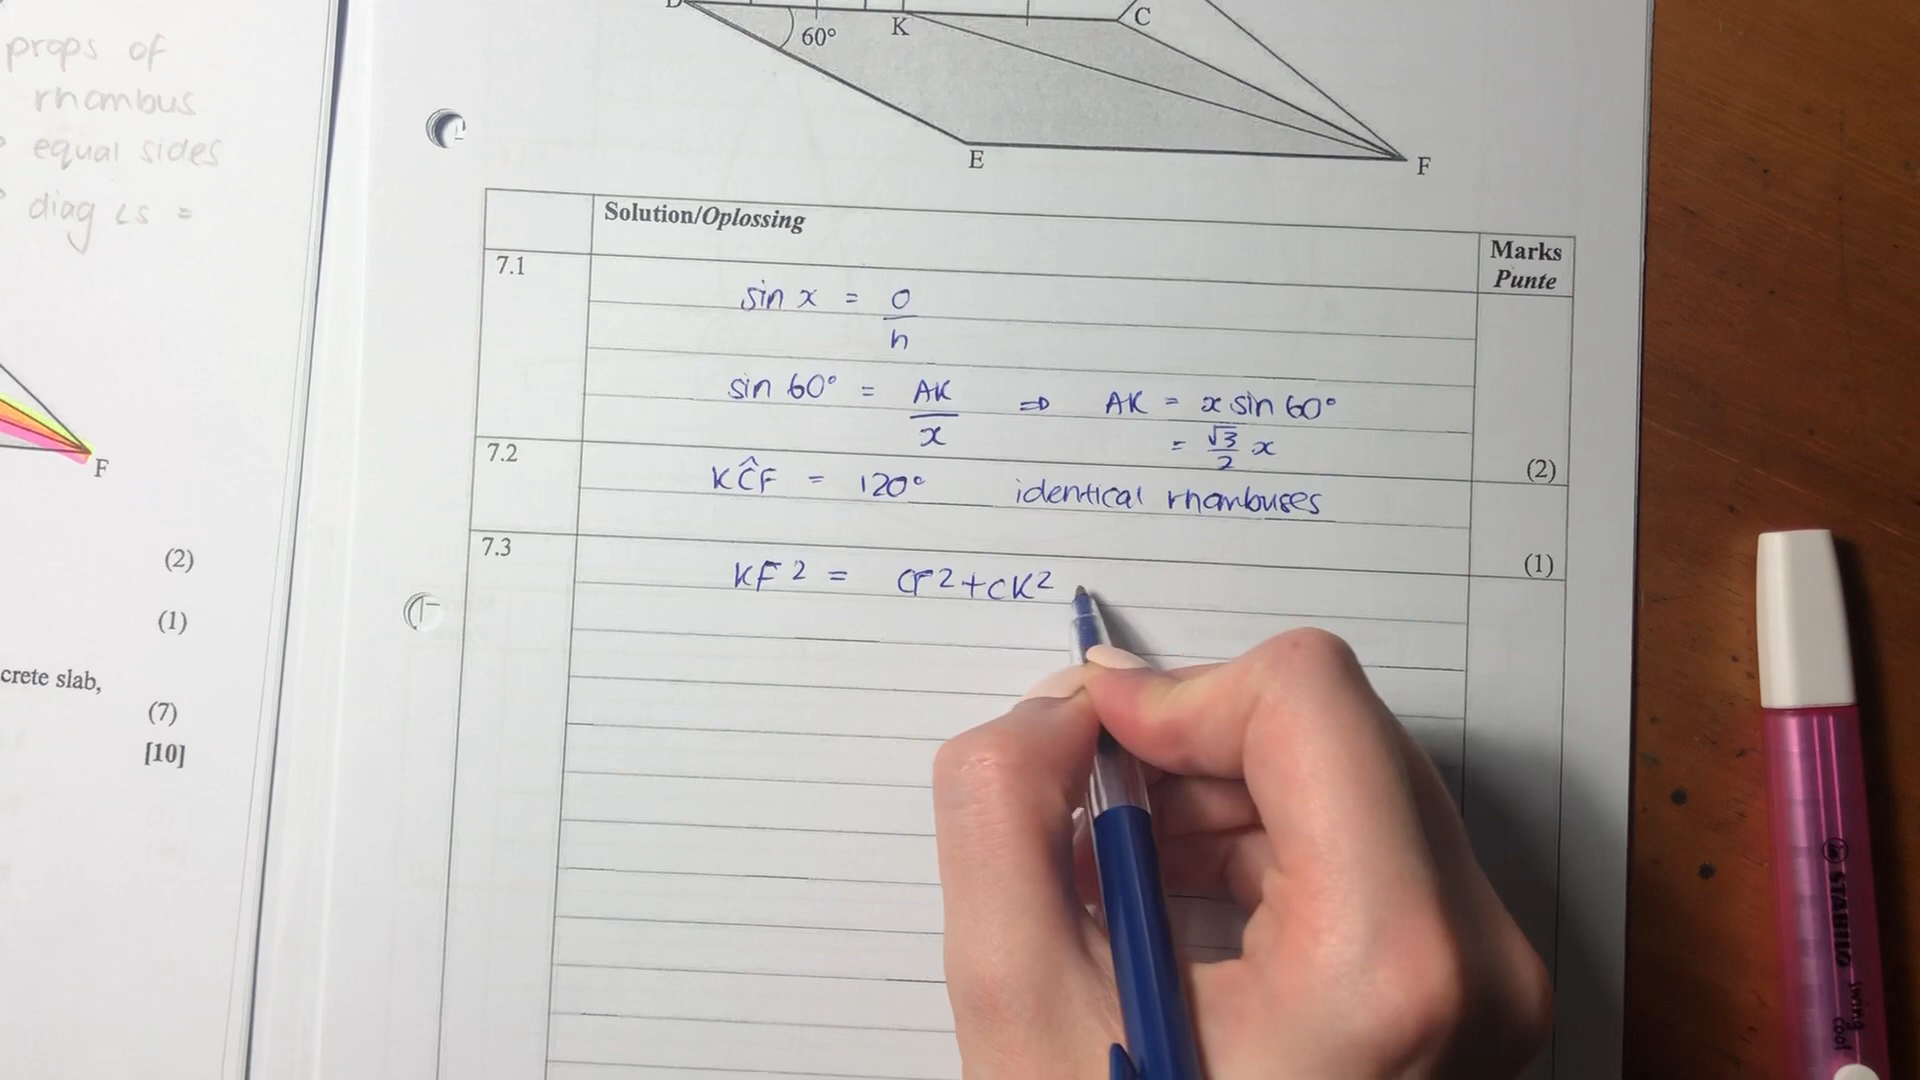 props of
rhombus
equal sides
diag ∠s =
F
(2)
(1)
crete slab,
(7)
[10]
D
60°
K
C
E
F
Solution/Oplossing
Marks
Punte
7.1
sin x = o/h
sin 60° = AK/x ⇒ AK = x sin 60°
= √3/2 x
(2)
7.2
KĈF = 120° identical rhombuses
(1)
7.3
KF² = CF²+CK²
STABILO
swing
cool